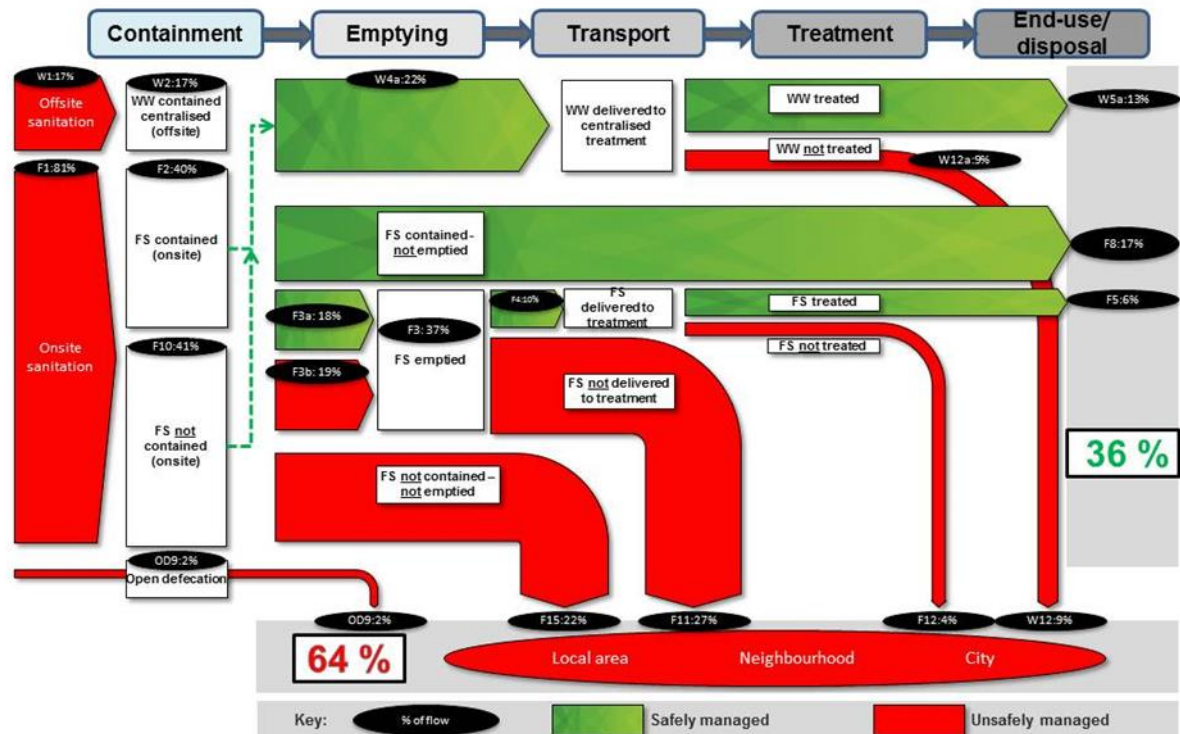 Containment
Emptying
Transport
Treatment
End-use/
disposal
W1:17%
Offsite
sanitation
W2:17%
WW contained
centralised
(offsite)
W4a:22%
WW delivered to
centralised
treatment
WW treated
W5a:13%
WW not treated
W12a:9%
F1:81%
Onsite
sanitation
F2:40%
FS contained
(onsite)
FS contained-
not emptied
F8:17%
F3a: 18%
F3: 37%
FS emptied
F4:10%
FS
delivered to
treatment
FS treated
F5:6%
FS not treated
F10:41%
FS not
contained
(onsite)
F3b: 19%
FS not delivered
to treatment
36 %
FS not contained –
not emptied
OD9:2%
Open defecation
OD9:2%
F15:22%
F11:27%
F12:4%
W12:9%
64 %
Local area
Neighbourhood
City
Key:
% of flow
Safely managed
Unsafely managed